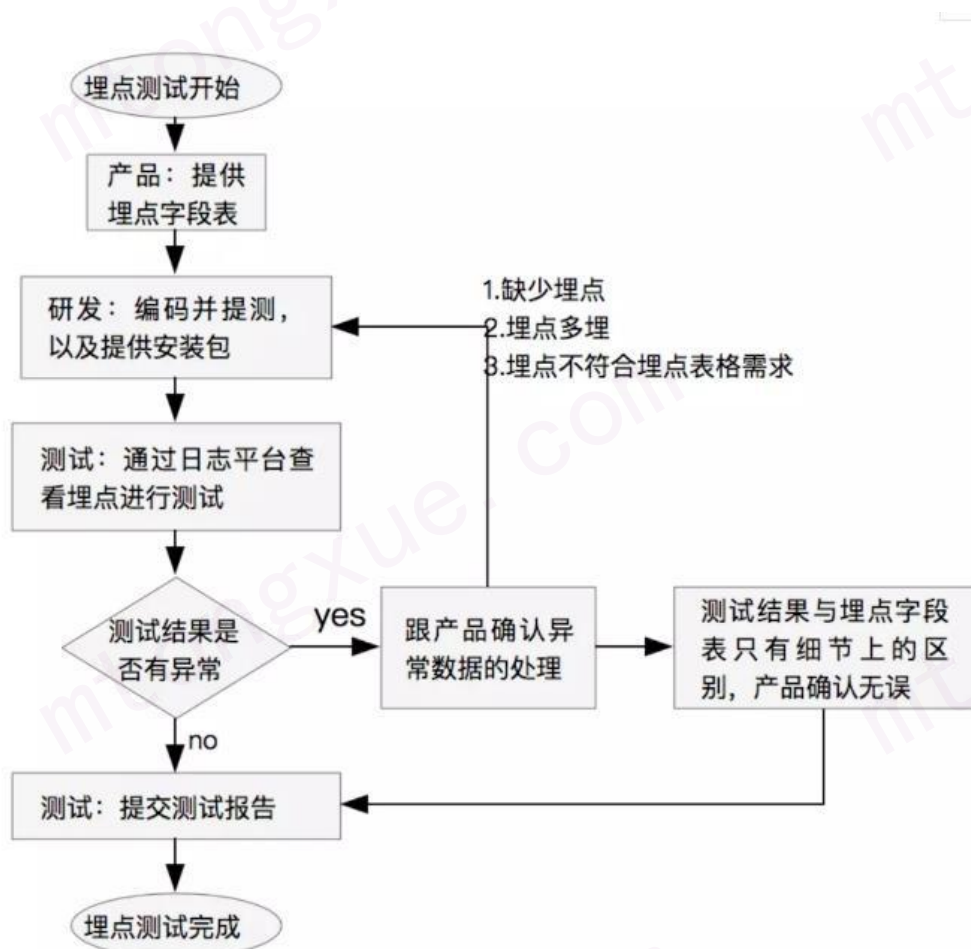 埋点测试开始
产品：提供
埋点字段表
研发：编码并提测，
以及提供安装包
1.缺少埋点
2.埋点多埋
3.埋点不符合埋点表格需求
测试：通过日志平台查
看埋点进行测试
测试结果是
否有异常
yes
跟产品确认异
常数据的处理
测试结果与埋点字段
表只有细节上的区
别，产品确认无误
no
测试：提交测试报告
埋点测试完成
mtongxue.com